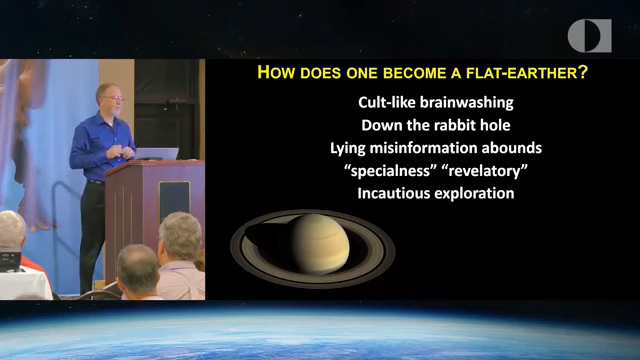 HOW DOES ONE BECOME A FLAT-EARTHER?
Cult-like brainwashing
Down the rabbit hole
Lying misinformation abounds
“specialness” “revelatory”
Incautious exploration